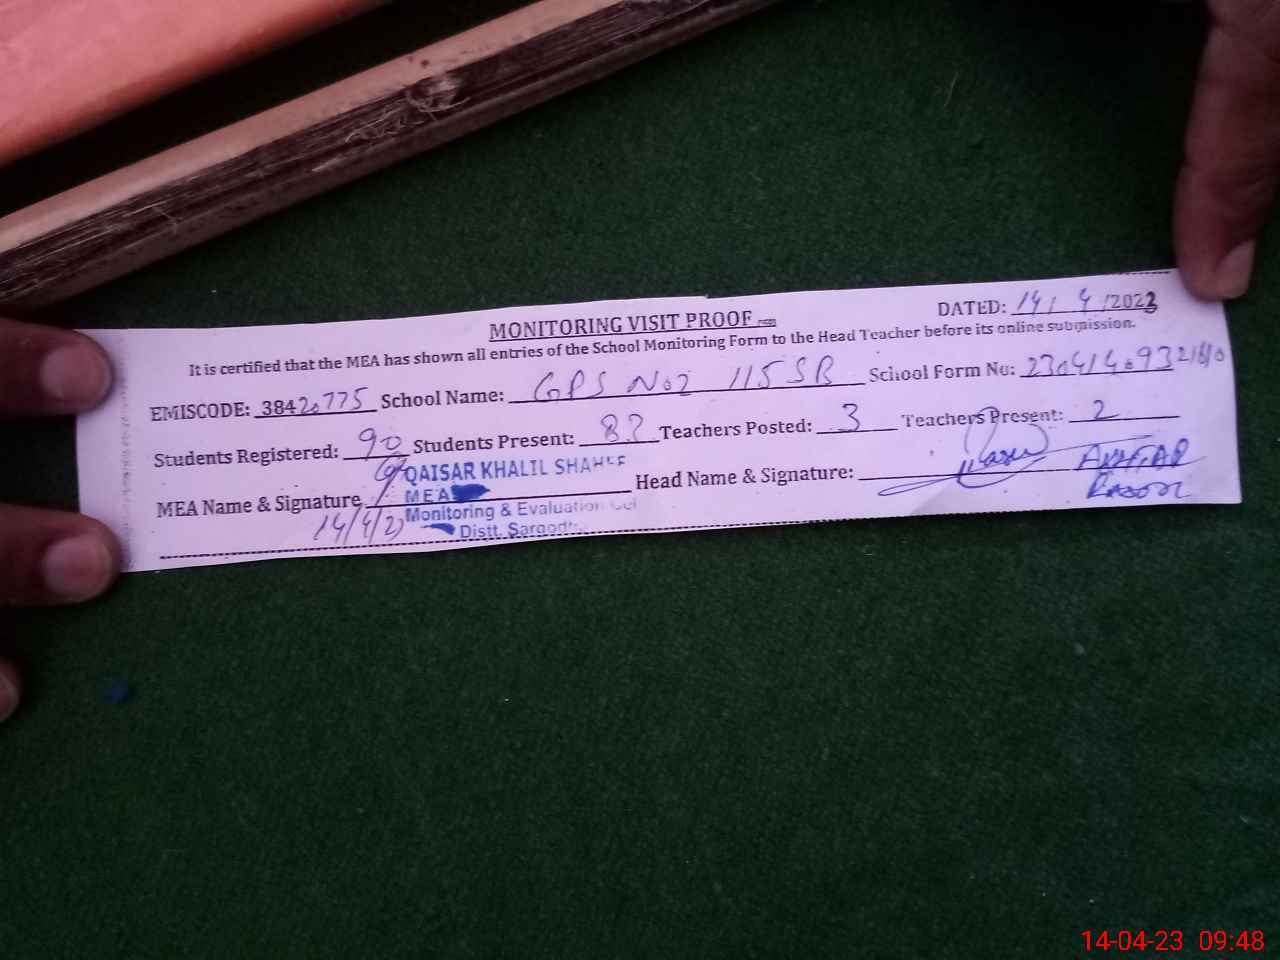 MONITORING VISIT PROOF
DATED: 14/4/2023
It is certified that the MEA has shown all entries of the School Monitoring Form to the Head Teacher before its online submission.
EMISCODE: 38420775 School Name: GPS No2 115 SB School Form No:
Students Registered: 90 Students Present: Teachers Posted: 3 Teachers Present: 2
MEA Name & Signature QAISAR KHALIL Head Name & Signature:
MEA
Monitoring & Evaluation Cel
14/4/23
Distt. Sargodh
14-04-23 09:48